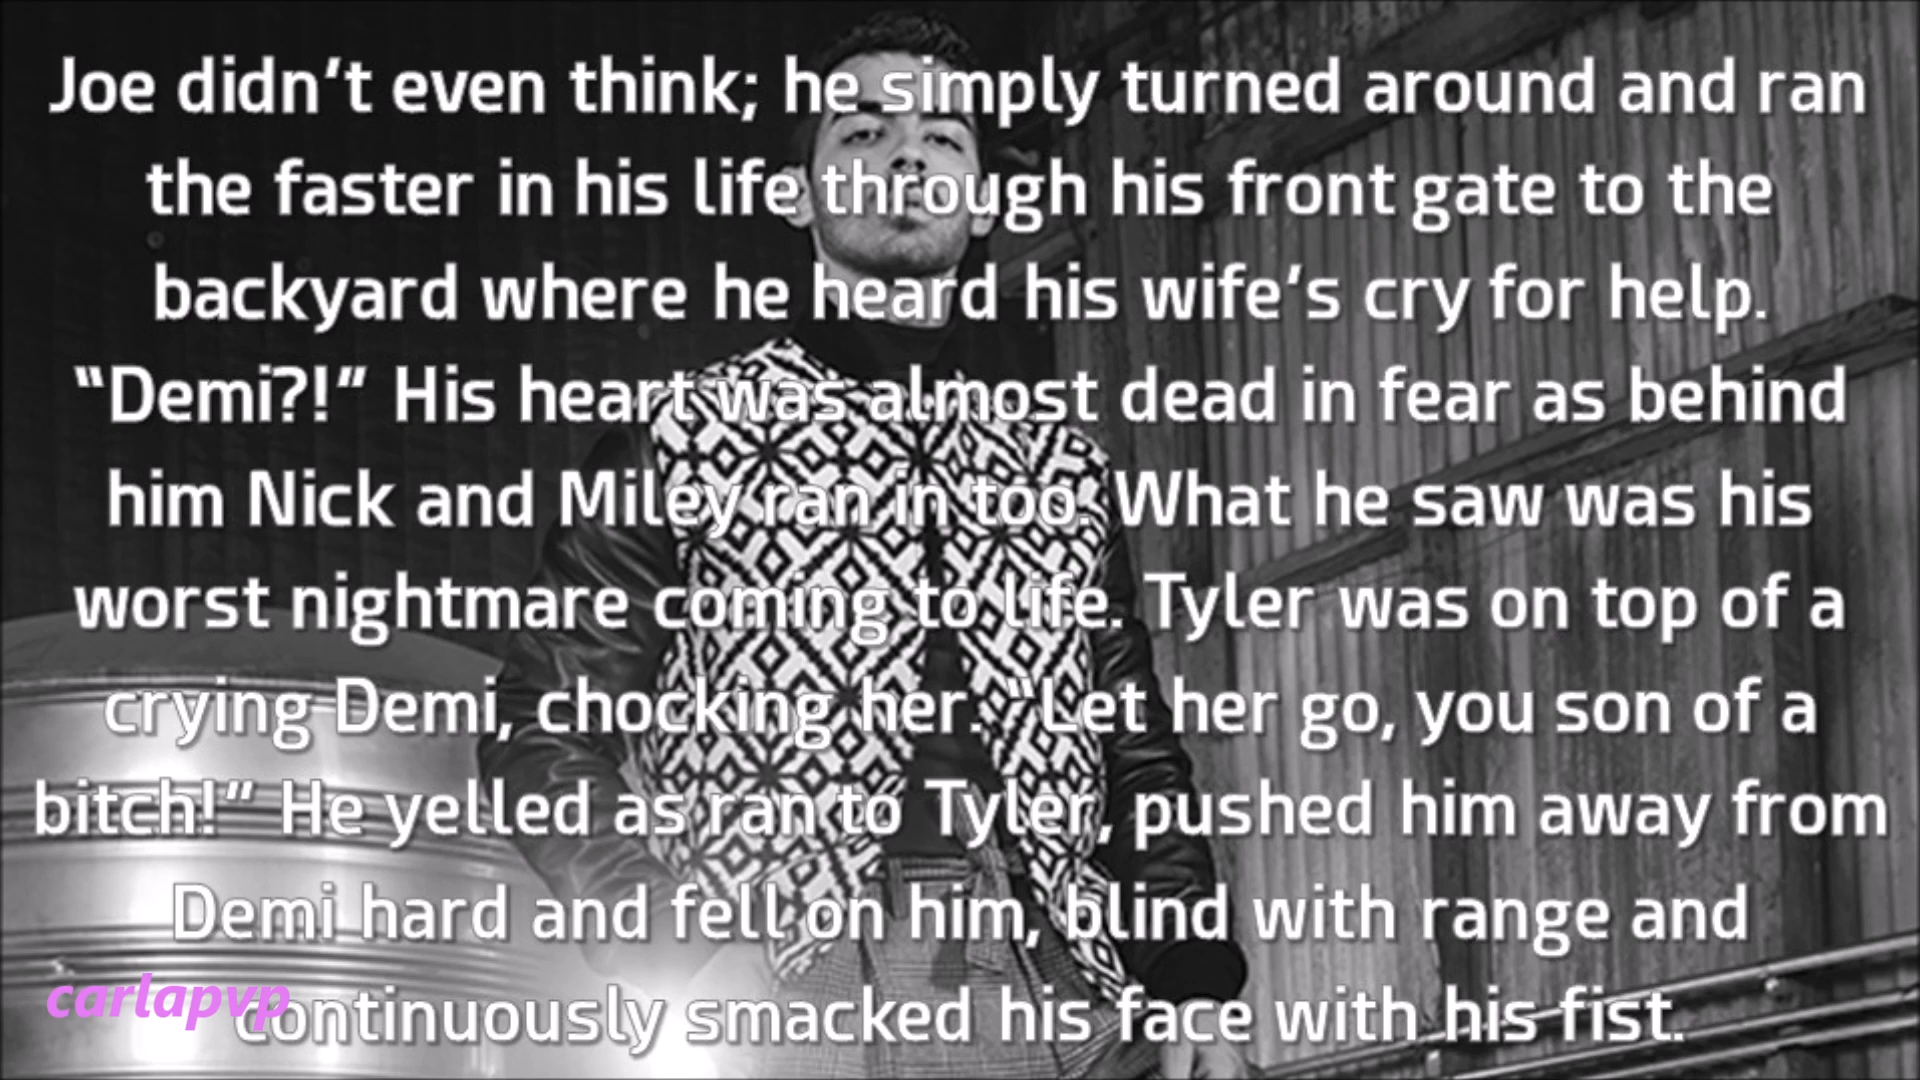 Joe didn’t even think; he simply turned around and ran
the faster in his life through his front gate to the
backyard where he heard his wife’s cry for help.
“Demi?!” His heart was almost dead in fear as behind
him Nick and Miley ran in too. What he saw was his
worst nightmare coming to life. Tyler was on top of a
crying Demi, chocking her. “Let her go, you son of a
bitch!” He yelled as ran to Tyler, pushed him away from
Demi hard and fell on him, blind with range and
continuously smacked his face with his fist.
carlapvp